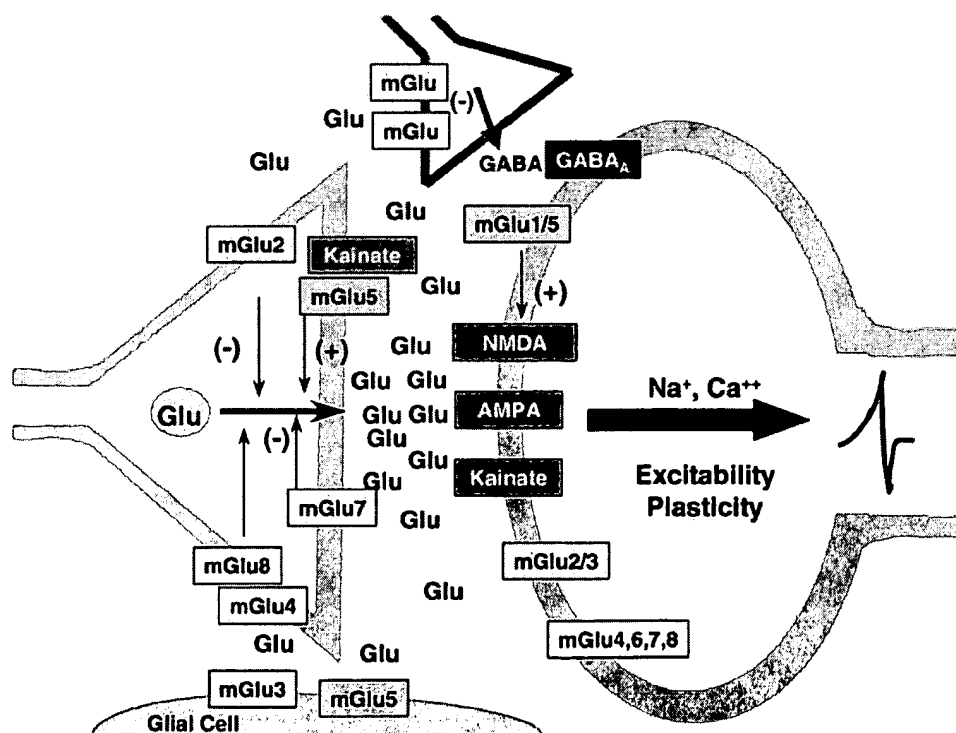 mGlu
(-)
Glu
mGlu
Glu
GABA
GABAA
Glu
mGlu1/5
mGlu2
Kainate
mGlu5
Glu
(+)
(-)
(+)
Glu
NMDA
Glu
Glu
Glu
Glu
Glu
AMPA
Na+, Ca++
(-)
Glu
Glu
Kainate
Excitability
Plasticity
Glu
mGlu7
Glu
mGlu8
mGlu2/3
mGlu4
Glu
Glu
Glu
mGlu4,6,7,8
mGlu3
mGlu5
Glial Cell